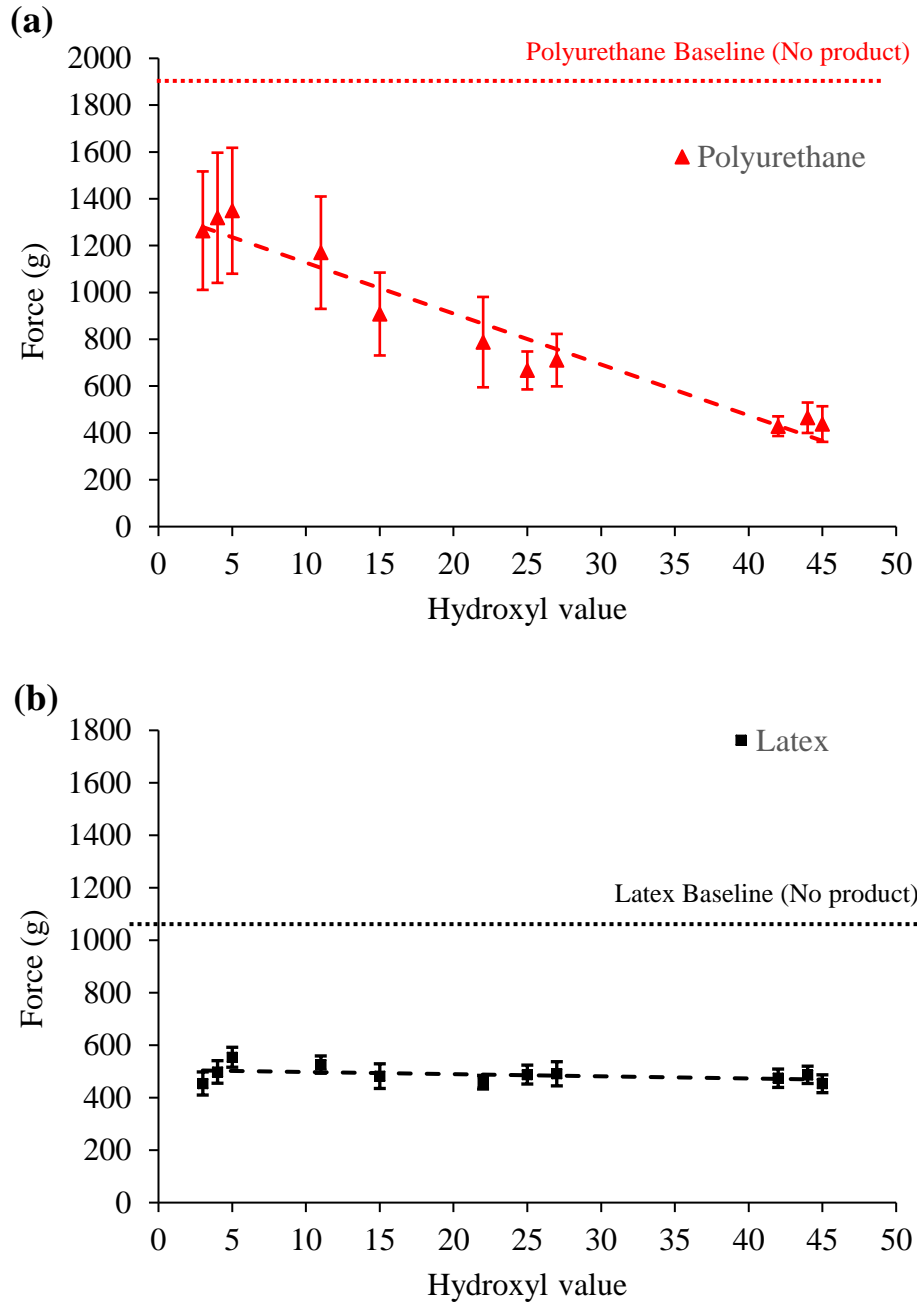 (a)
Polyurethane Baseline (No product)
2000
1800
1600
1400
1200
1000
800
600
400
200
0
Force (g)
Polyurethane
0 5 10 15 20 25 30 35 40 45 50
Hydroxyl value
(b)
1800
1600
1400
1200
1000
800
600
400
200
0
Force (g)
Latex
Latex Baseline (No product)
0 5 10 15 20 25 30 35 40 45 50
Hydroxyl value